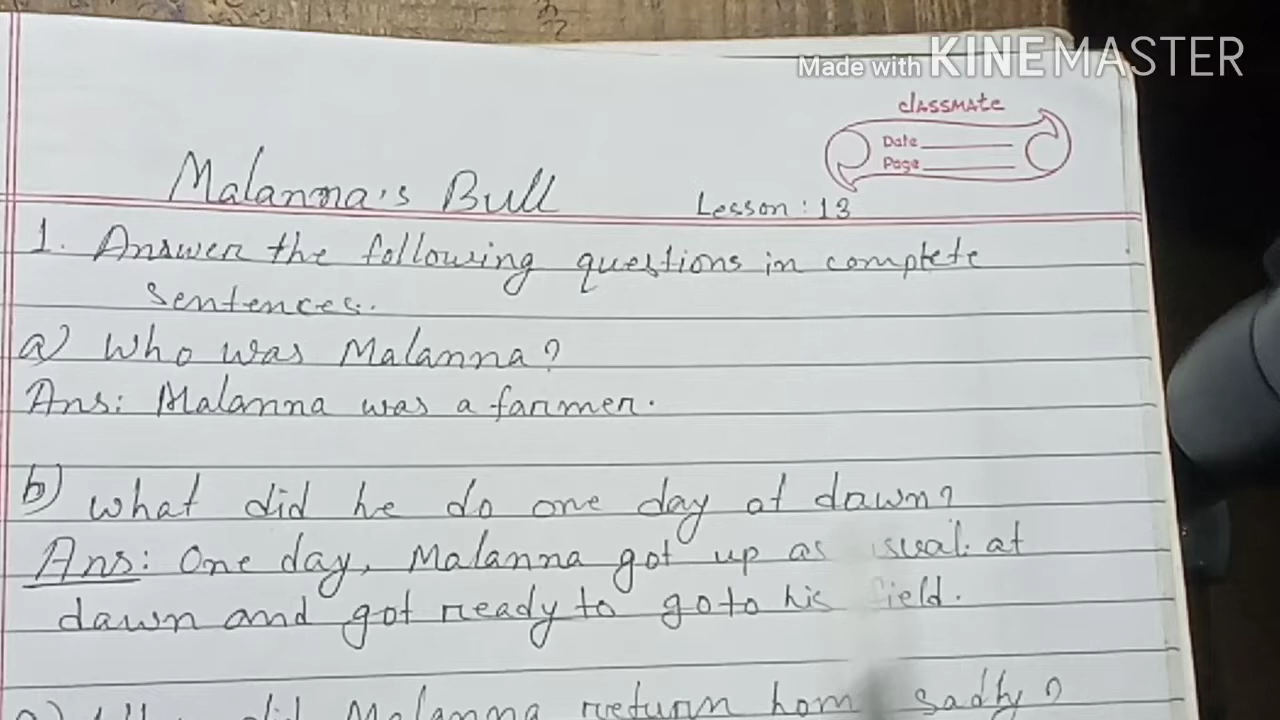 Made with KINEMASTER
classmate
Date
Page
Malanna's Bull
Lesson : 13
1. Answer the following questions in complete
sentences.
a) Who was Malanna?
Ans: Malanna was a farmer.
b) What did he do one day at dawn?
Ans: One day, Malanna got up as usual at
dawn and got ready to go to his field.
did Malanna return home sadly?